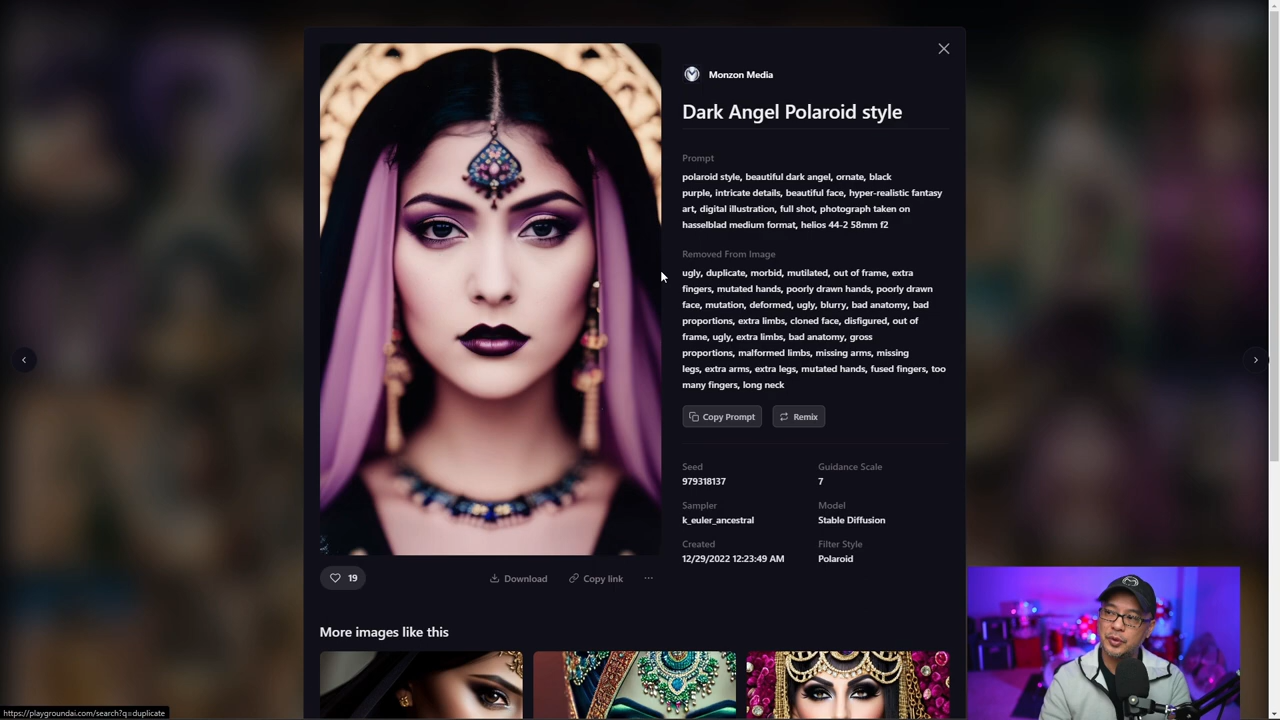 Monzon Media
Dark Angel Polaroid style
Prompt
polaroid style, beautiful dark angel, ornate, black
purple, intricate details, beautiful face, hyper-realistic fantasy
art, digital illustration, full shot, photograph taken on
hasselblad medium format, helios 44-2 58mm f2
Removed From Image
ugly, duplicate, morbid, mutilated, out of frame, extra
fingers, mutated hands, poorly drawn hands, poorly drawn
face, mutation, deformed, ugly, blurry, bad anatomy, bad
proportions, extra limbs, cloned face, disfigured, out of
frame, ugly, extra limbs, bad anatomy, gross
proportions, malformed limbs, missing arms, missing
legs, extra arms, extra legs, mutated hands, fused fingers, too
many fingers, long neck
Copy Prompt Remix
Seed Guidance Scale
979318137 7
Sampler Model
k_euler_ancestral Stable Diffusion
Created Filter Style
12/29/2022 12:23:49 AM Polaroid
19 Download Copy link
More images like this
https://playgroundai.com/search?q=duplicate